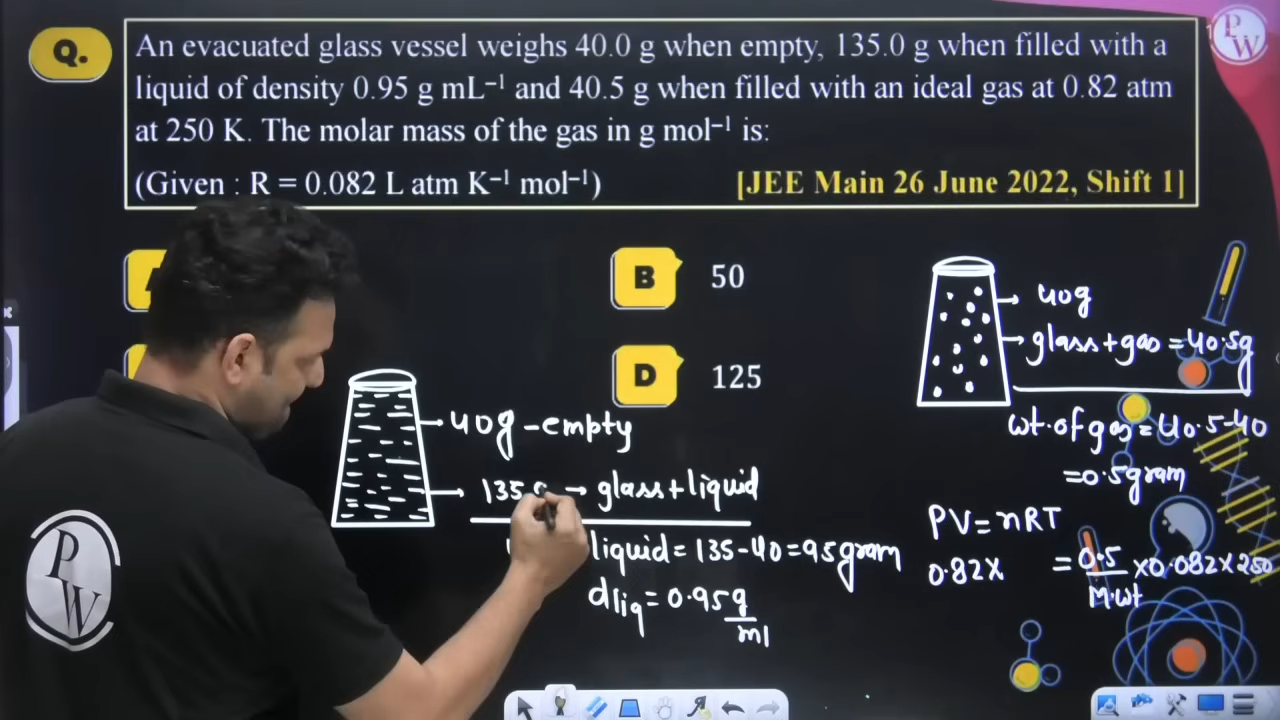 Q.
An evacuated glass vessel weighs 40.0 g when empty, 135.0 g when filled with a
liquid of density 0.95 g mL⁻¹ and 40.5 g when filled with an ideal gas at 0.82 atm
at 250 K. The molar mass of the gas in g mol⁻¹ is:
(Given : R = 0.082 L atm K⁻¹ mol⁻¹) [JEE Main 26 June 2022, Shift 1]
PW
B 50
D 125
40g - empty
135 → glass + liquid
liquid = 135-40 = 95gram
dliq = 0.95 g/ml
40g
glass + gas = 40.5g
wt. of gas = 40.5-40
= 0.5gram
PV = nRT
0.82 × = 0.5/M.wt × 0.082 × 250
PW